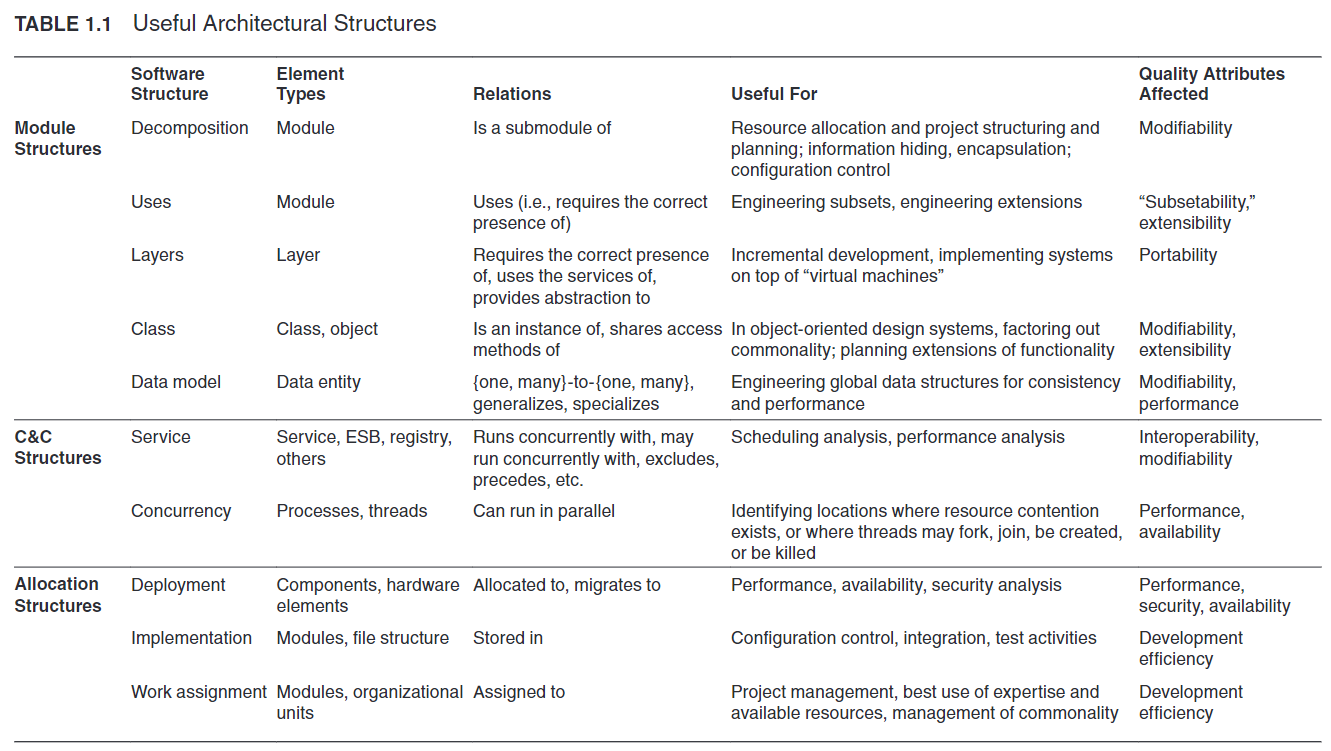 TABLE 1.1 Useful Architectural Structures
Software Structure Element Types Relations Useful For Quality Attributes Affected
Module Structures Decomposition Module Is a submodule of Resource allocation and project structuring and planning; information hiding, encapsulation; configuration control Modifiability
Uses Module Uses (i.e., requires the correct presence of) Engineering subsets, engineering extensions “Subsetability,” extensibility
Layers Layer Requires the correct presence of, uses the services of, provides abstraction to Incremental development, implementing systems on top of “virtual machines” Portability
Class Class, object Is an instance of, shares access methods of In object-oriented design systems, factoring out commonality; planning extensions of functionality Modifiability, extensibility
Data model Data entity {one, many}-to-{one, many}, generalizes, specializes Engineering global data structures for consistency and performance Modifiability, performance
C&C Structures Service Service, ESB, registry, others Runs concurrently with, may run concurrently with, excludes, precedes, etc. Scheduling analysis, performance analysis Interoperability, modifiability
Concurrency Processes, threads Can run in parallel Identifying locations where resource contention exists, or where threads may fork, join, be created, or be killed Performance, availability
Allocation Structures Deployment Components, hardware elements Allocated to, migrates to Performance, availability, security analysis Performance, security, availability
Implementation Modules, file structure Stored in Configuration control, integration, test activities Development efficiency
Work assignment Modules, organizational units Assigned to Project management, best use of expertise and available resources, management of commonality Development efficiency